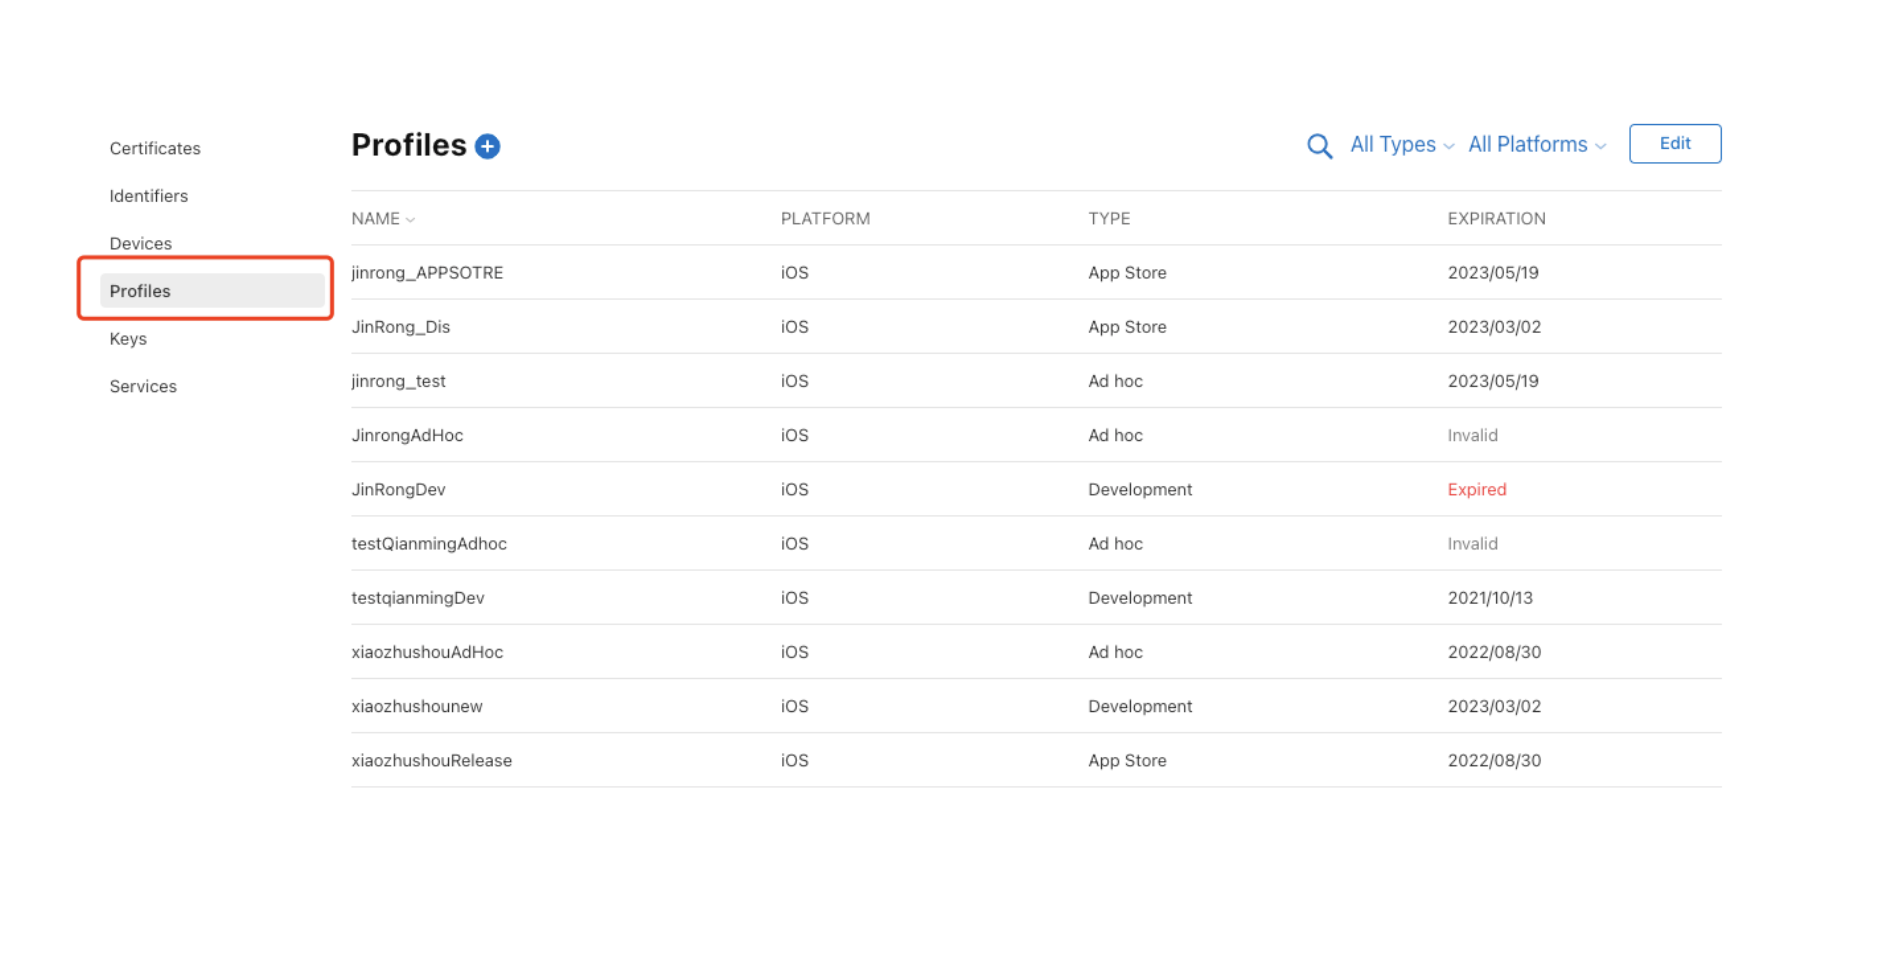 Certificates
Identifiers
Devices
Profiles
Keys
Services
Profiles
All Types All Platforms Edit
NAME PLATFORM TYPE EXPIRATION
jinrong_APPSOTRE iOS App Store 2023/05/19
JinRong_Dis iOS App Store 2023/03/02
jinrong_test iOS Ad hoc 2023/05/19
JinrongAdHoc iOS Ad hoc Invalid
JinRongDev iOS Development Expired
testQianmingAdhoc iOS Ad hoc Invalid
testqianmingDev iOS Development 2021/10/13
xiaozhushouAdHoc iOS Ad hoc 2022/08/30
xiaozhushounew iOS Development 2023/03/02
xiaozhushouRelease iOS App Store 2022/08/30